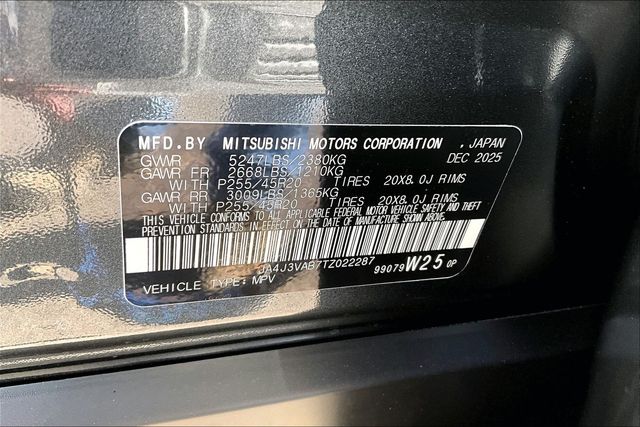 MFD.BY MITSUBISHI MOTORS CORPORATION , JAPAN
GVWR 5247LBS/2380KG DEC 2025
GAWR FR 2668LBS/1210KG
WITH P255/45R20 TIRES 20X8.0J RIMS
GAWR RR 3009LBS/1365KG
WITH P255/45R20 TIRES 20X8.0J RIMS
THIS VEHICLE CONFORMS TO ALL APPLICABLE FEDERAL MOTOR VEHICLE SAFETY AND THEFT
PREVENTION STANDARDS IN EFFECT ON THE DATE OF MANUFACTURE SHOWN ABOVE.
JA4J3VAB7TZ022287
99079 W25 0P
VEHICLE TYPE: MPV